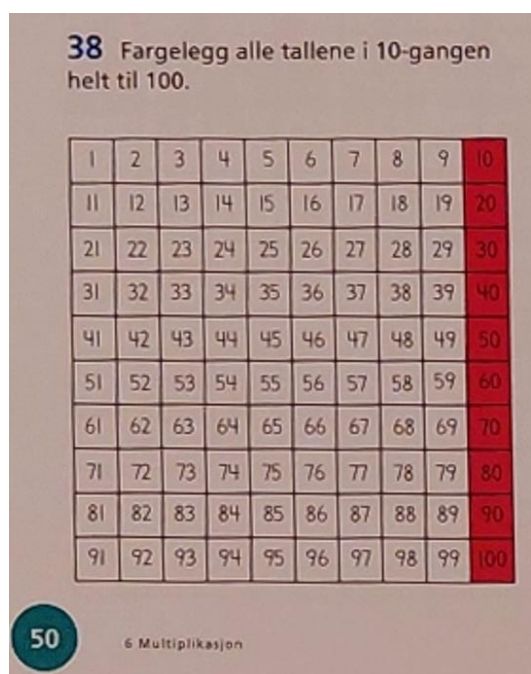 38 Fargelegg alle tallene i 10-gangen
helt til 100.
1 2 3 4 5 6 7 8 9 10
11 12 13 14 15 16 17 18 19 20
21 22 23 24 25 26 27 28 29 30
31 32 33 34 35 36 37 38 39 40
41 42 43 44 45 46 47 48 49 50
51 52 53 54 55 56 57 58 59 60
61 62 63 64 65 66 67 68 69 70
71 72 73 74 75 76 77 78 79 80
81 82 83 84 85 86 87 88 89 90
91 92 93 94 95 96 97 98 99 100
50 6 Multiplikasjon